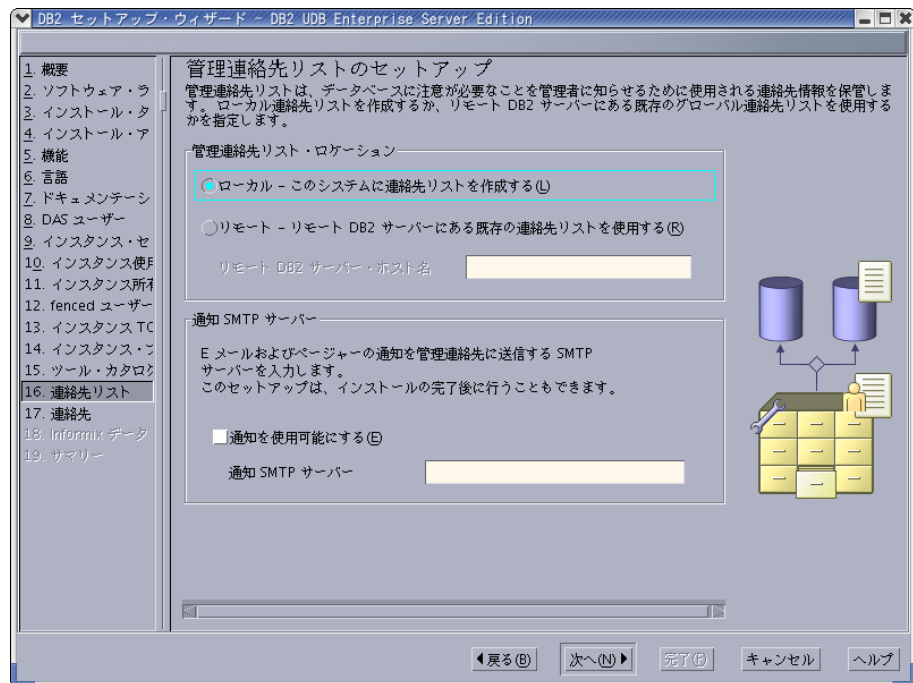 DB2 セットアップ・ウィザード - DB2 UDB Enterprise Server Edition
1. 概要
2. ソフトウェア・ラ
3. インストール・タ
4. インストール・ア
5. 機能
6. 言語
7. ドキュメンテーシ
8. DAS ユーザー
9. インスタンス・セ
10. インスタンス使用
11. インスタンス所有
12. fenced ユーザー
13. インスタンス TC
14. インスタンス・フ
15. ツール・カタログ
16. 連絡先リスト
17. 連絡先
18. Informix データ
19. サマリー
管理連絡先リストのセットアップ
管理連絡先リストは、データベースに注意が必要なことを管理者に知らせるために使用される連絡先情報を保管しま
す。 ローカル連絡先リストを作成するか、リモート DB2 サーバーにある既存のグローバル連絡先リストを使用する
かを指定します。
管理連絡先リスト・ロケーション
ローカル - このシステムに連絡先リストを作成する(L)
リモート - リモート DB2 サーバーにある既存の連絡先リストを使用する(R)
リモート DB2 サーバー・ホスト名
通知 SMTP サーバー
E メールおよびページャーの通知を管理連絡先に送信する SMTP
サーバーを入力します。
このセットアップは、インストールの完了後に行うこともできます。
通知を使用可能にする(E)
通知 SMTP サーバー
戻る(B)
次へ(N)
完了(F)
キャンセル
ヘルプ